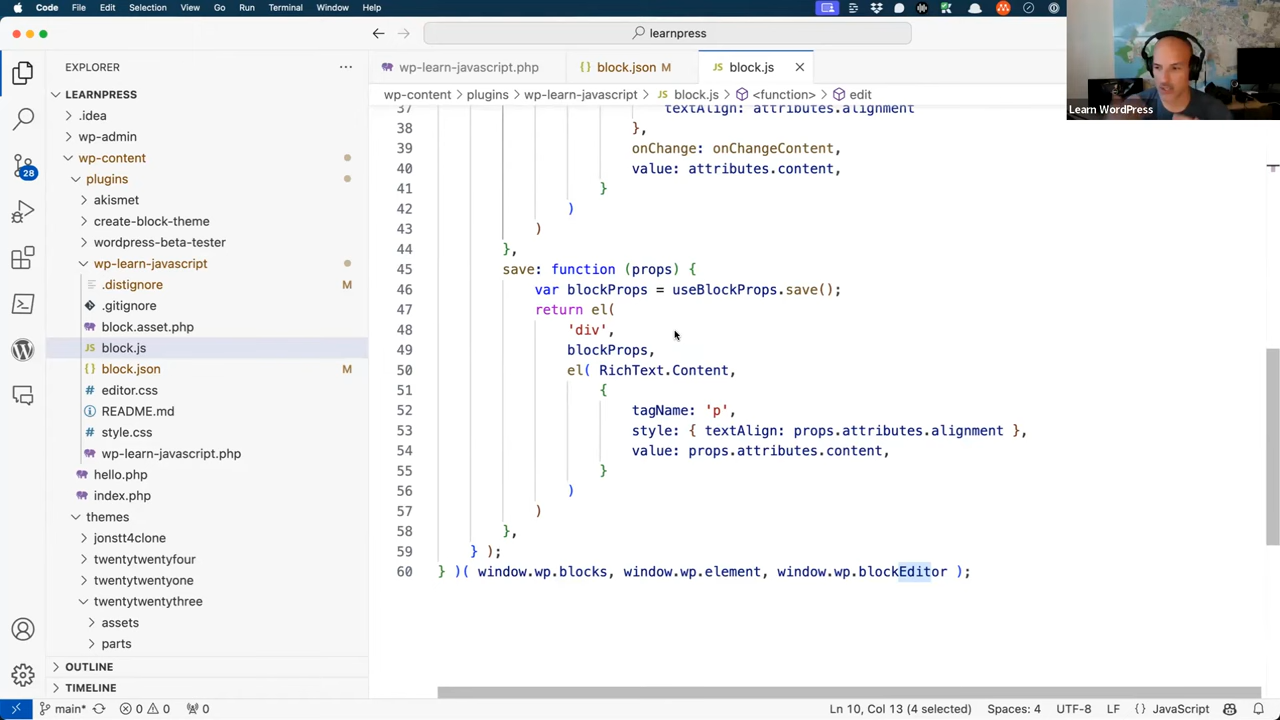 Code File Edit Selection View Go Run Terminal Window Help
learnpress
Learn WordPress
EXPLORER
wp-learn-javascript.php
block.json M
block.js
wp-content > plugins > wp-learn-javascript > block.js > <function> > edit
LEARNPRESS
.idea
wp-admin
wp-content
plugins
akismet
create-block-theme
wordpress-beta-tester
wp-learn-javascript
.distignore M
.gitignore
block.asset.php
block.js
block.json M
editor.css
README.md
style.css
wp-learn-javascript.php
hello.php
index.php
themes
jonstt4clone
twentytwentyfour
twentytwentyone
twentytwentythree
assets
parts
OUTLINE
TIMELINE
28
37 textAlign: attributes.alignment
38 },
39 onChange: onChangeContent,
40 value: attributes.content,
41 }
42 )
43 )
44 },
45 save: function (props) {
46 var blockProps = useBlockProps.save();
47 return el(
48 'div',
49 blockProps,
50 el( RichText.Content,
51 {
52 tagName: 'p',
53 style: { textAlign: props.attributes.alignment },
54 value: props.attributes.content,
55 }
56 )
57 )
58 },
59 } );
60 } )( window.wp.blocks, window.wp.element, window.wp.blockEditor );
main* 0 0 0 Ln 10, Col 13 (4 selected) Spaces: 4 UTF-8 LF {} JavaScript